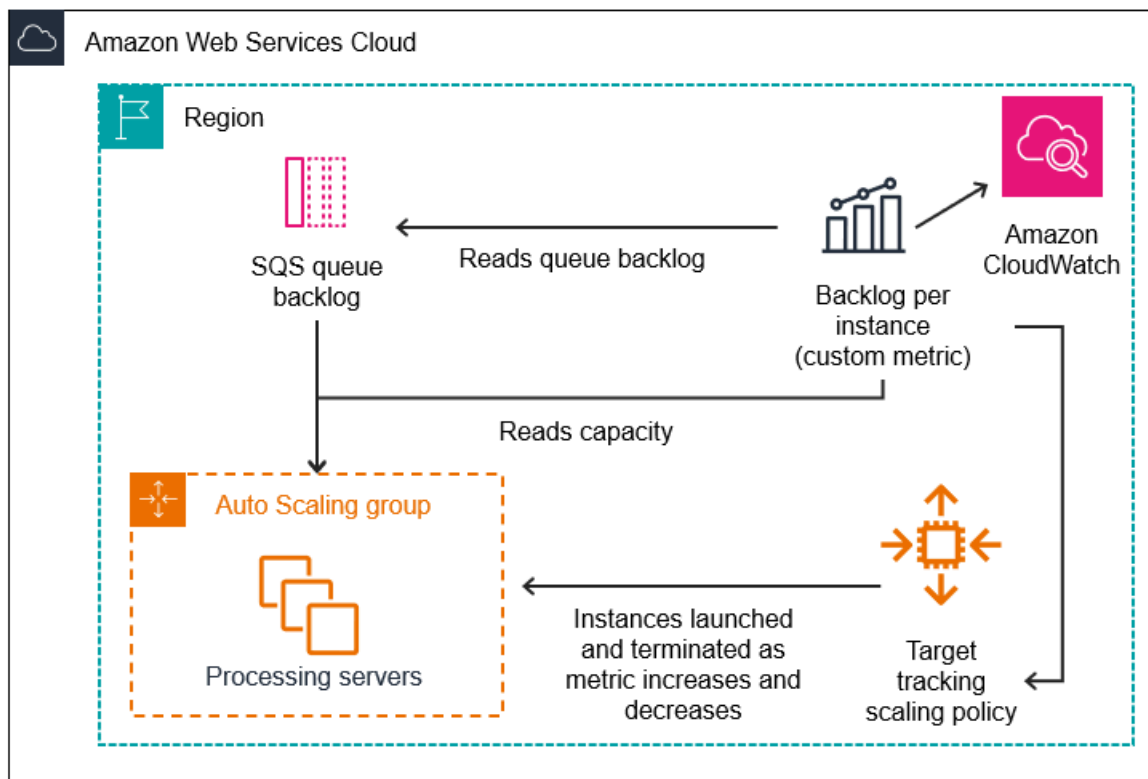 Amazon Web Services Cloud
Region
SQS queue
backlog
Reads queue backlog
Backlog per
instance
(custom metric)
Amazon
CloudWatch
Reads capacity
Auto Scaling group
Processing servers
Instances launched
and terminated as
metric increases and
decreases
Target
tracking
scaling policy